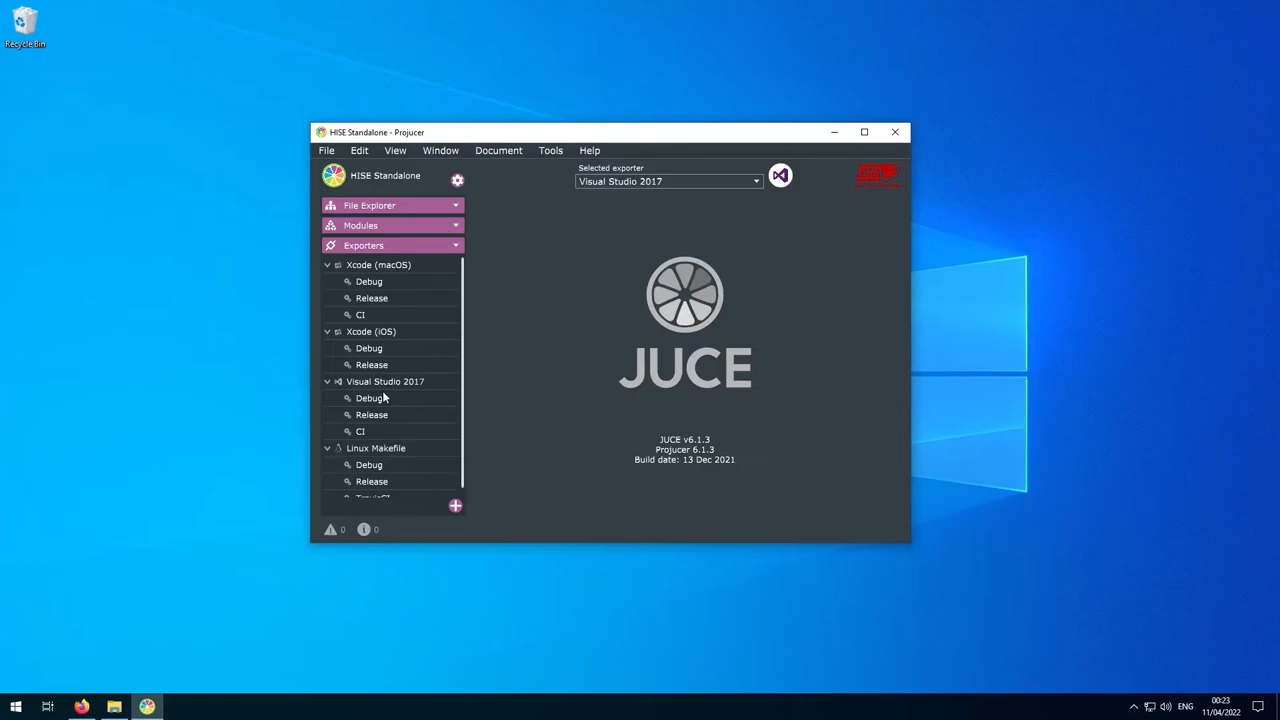 Recycle Bin
HISE Standalone - Projucer
File Edit View Window Document Tools Help
HISE Standalone
Selected exporter
Visual Studio 2017
File Explorer
Modules
Exporters
Xcode (macOS)
Debug
Release
CI
Xcode (iOS)
Debug
Release
Visual Studio 2017
Debug
Release
CI
Linux Makefile
Debug
Release
TravisCI
0 0
JUCE
JUCE v6.1.3
Projucer 6.1.3
Build date: 13 Dec 2021
ENG
00:23
11/04/2022